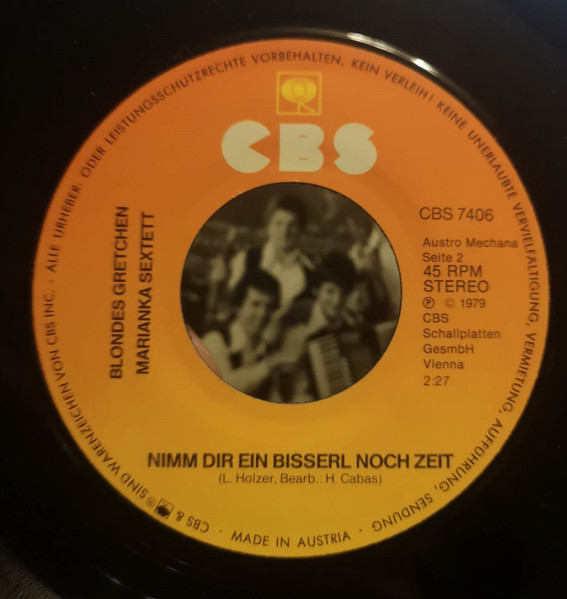 ALLE URHEBER- ODER LEISTUNGSSCHUTZRECHTE VORBEHALTEN. KEIN VERLEIH! KEINE UNERLAUBTE VERVIELFÄLTIGUNG, VERMIETUNG, AUFFÜHRUNG, SENDUNG
CBS
BLONDES GRETCHEN
MARIANKA SEXTETT
CBS 7406
Austro Mechana
Seite 2
45 RPM
STEREO
℗ © 1979
CBS
Schallplatten
GesmbH
Vienna
2:27
NIMM DIR EIN BISSERL NOCH ZEIT
(L. Holzer, Bearb.: H. Cabas)
· MADE IN AUSTRIA ·
CBS & ® SIND WARENZEICHEN VON CBS INC. ·